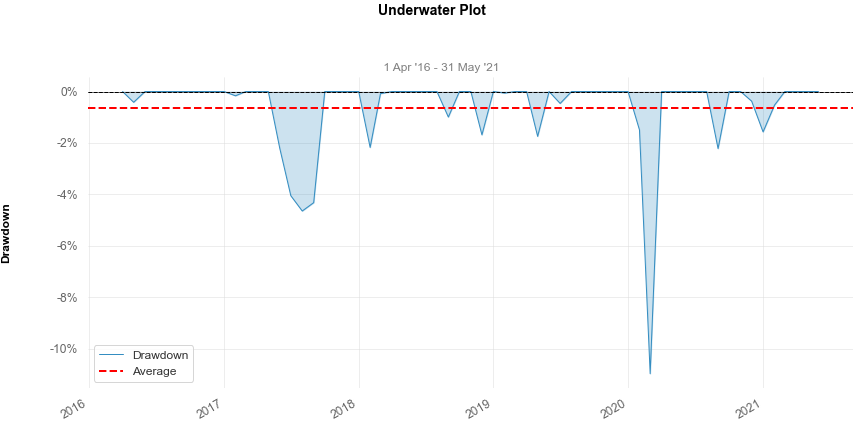 Underwater Plot
1 Apr '16 - 31 May '21
Drawdown
0%
-2%
-4%
-6%
-8%
-10%
Drawdown
Average
2016
2017
2018
2019
2020
2021